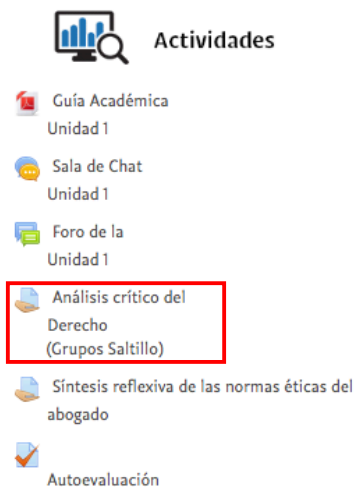 Actividades
Guía Académica
Unidad 1
Sala de Chat
Unidad 1
Foro de la
Unidad 1
Análisis crítico del
Derecho
(Grupos Saltillo)
Síntesis reflexiva de las normas éticas del
abogado
Autoevaluación